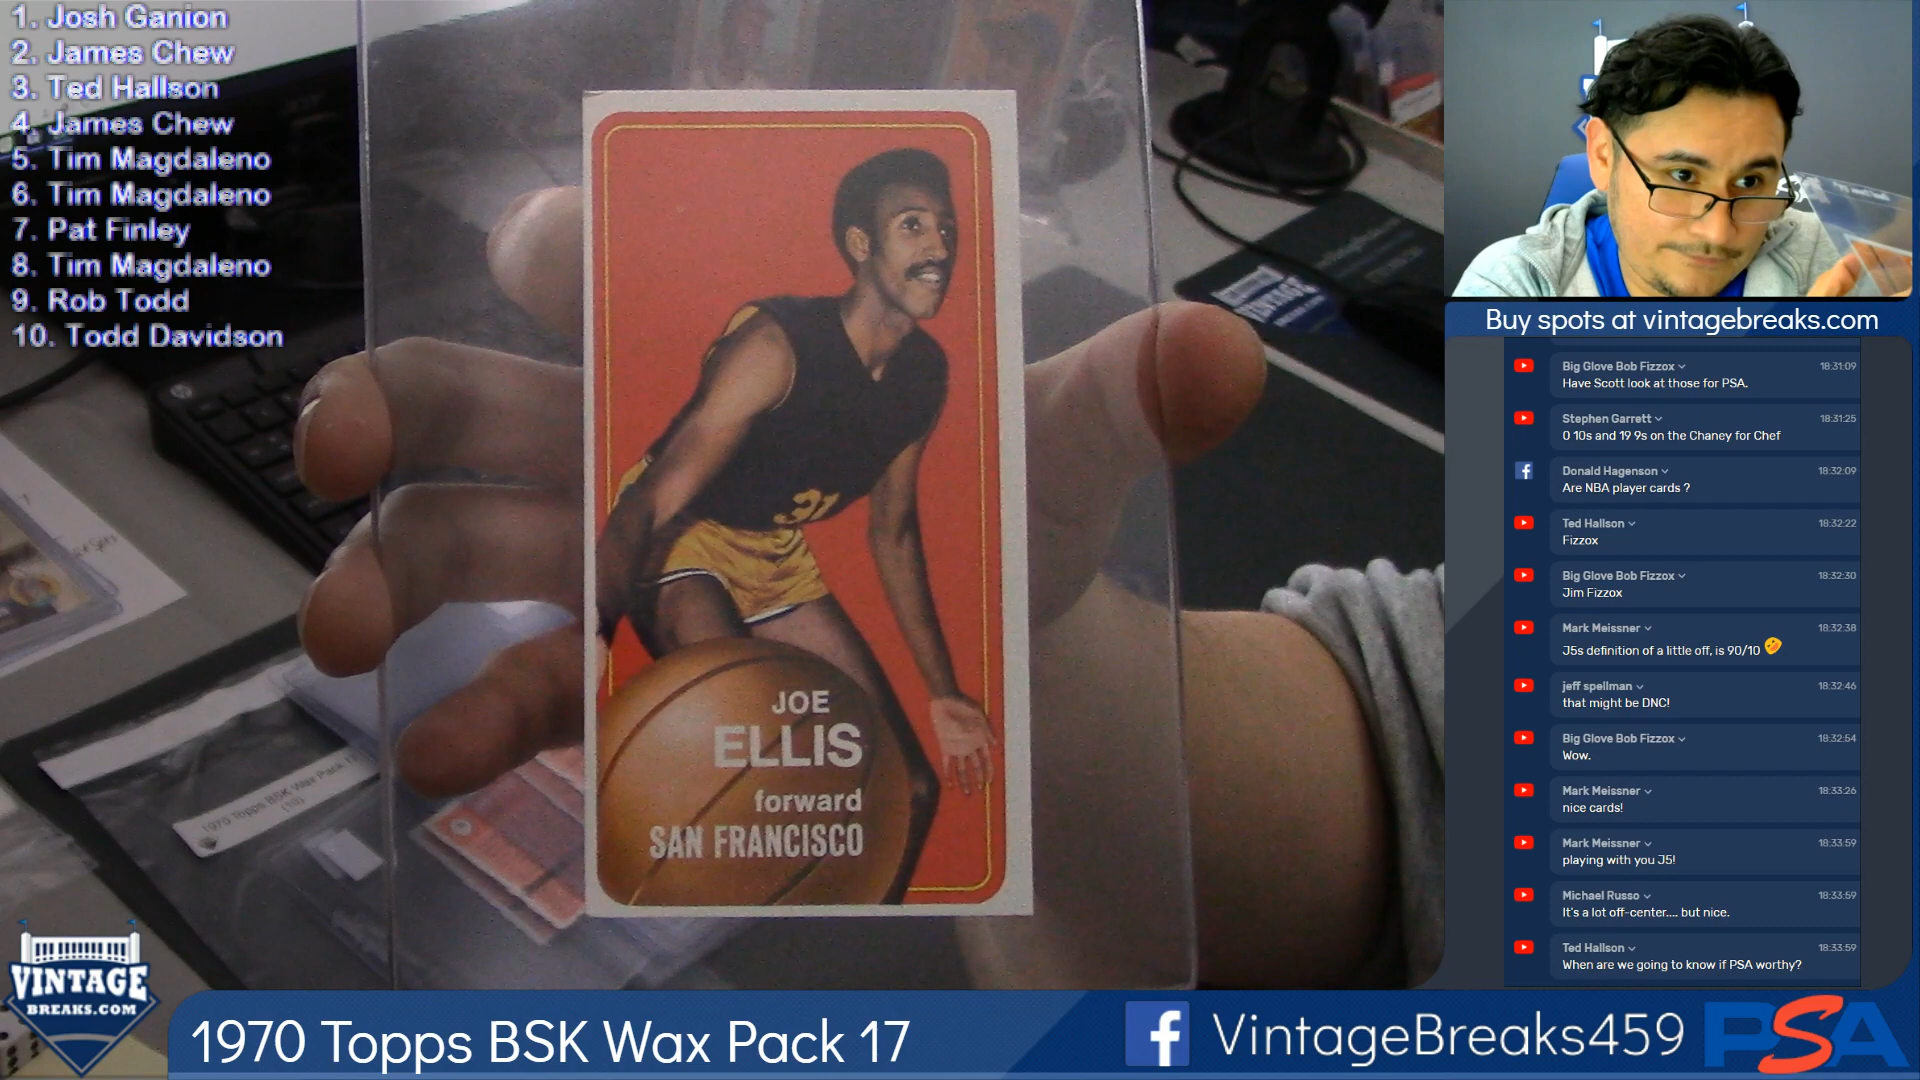 1. Josh Ganion
2. James Chew
3. Ted Hallson
4. James Chew
5. Tim Magdaleno
6. Tim Magdaleno
7. Pat Finley
8. Tim Magdaleno
9. Rob Todd
10. Todd Davidson
31
JOE
ELLIS
forward
SAN FRANCISCO
1970 Topps BSK Wax Pack 17
(10)
Buy spots at vintagebreaks.com
Big Glove Bob Fizzox 18:31:09
Have Scott look at those for PSA.
Stephen Garrett 18:31:25
0 10s and 19 9s on the Chaney for Chef
Donald Hagenson 18:32:09
Are NBA player cards ?
Ted Hallson 18:32:22
Fizzox
Big Glove Bob Fizzox 18:32:30
Jim Fizzox
Mark Meissner 18:32:38
J5s definition of a little off, is 90/10
jeff spellman 18:32:46
that might be DNC!
Big Glove Bob Fizzox 18:32:54
Wow.
Mark Meissner 18:33:26
nice cards!
Mark Meissner 18:33:59
playing with you J5!
Michael Russo 18:33:59
It's a lot off-center.... but nice.
Ted Hallson 18:33:59
When are we going to know if PSA worthy?
VINTAGE
BREAKS.COM
1970 Topps BSK Wax Pack 17
VintageBreaks459
PSA